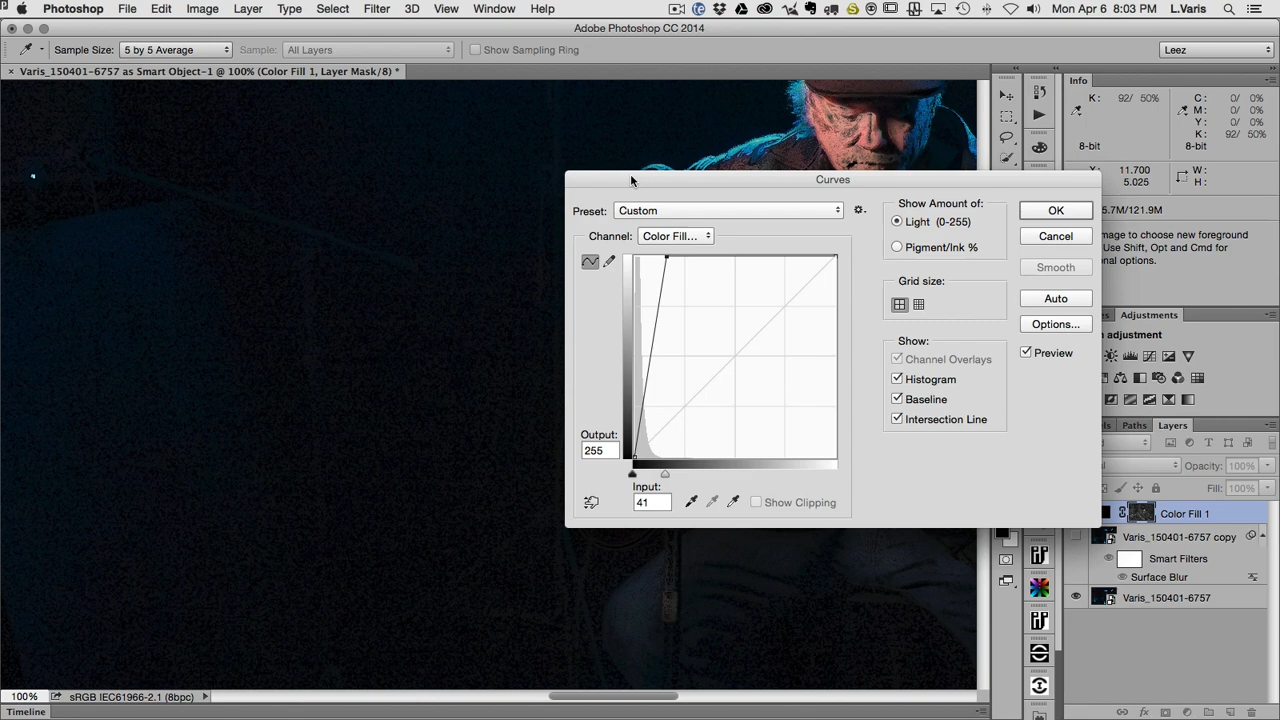 Photoshop File Edit Image Layer Type Select Filter 3D View Window Help Mon Apr 6 8:03 PM L.Varis
Adobe Photoshop CC 2014
Sample Size: 5 by 5 Average Sample: All Layers Show Sampling Ring Leez
× Varis_150401-6757 as Smart Object-1 @ 100% (Color Fill 1, Layer Mask/8) *
Info
K: 92/ 50% C: 0/ 0%
M: 0/ 0%
Y: 0/ 0%
K: 92/ 50%
8-bit 8-bit
11.700 W:
5.025 H:
5.7M/121.9M
d image to choose new foreground
Use Shift, Opt and Cmd for
onal options.
Curves
Preset: Custom
Channel: Color Fill...
Show Amount of:
Light (0-255)
Pigment/Ink %
Grid size:
Show:
Channel Overlays
Histogram
Baseline
Intersection Line
OK
Cancel
Smooth
Auto
Options...
Preview
Output:
255
Input:
41
Show Clipping
Adjustments
n adjustment
Paths Layers
Opacity: 100%
Fill: 100%
Color Fill 1
Varis_150401-6757 copy
Smart Filters
Surface Blur
Varis_150401-6757
100% sRGB IEC61966-2.1 (8bpc)
Timeline